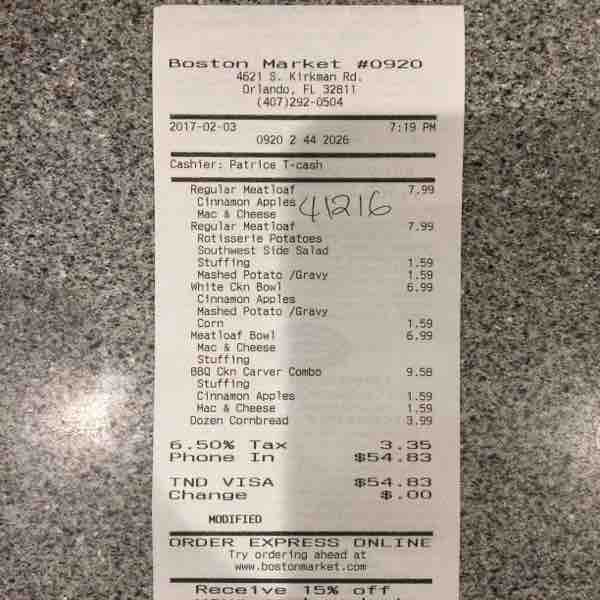 Boston Market #0920
4621 S. Kirkman Rd.
Orlando, FL 32811
(407)292-0504
2017-02-03 7:19 PM
0920 2 44 2026
Cashier: Patrice T-cash
Regular Meatloaf 7.99
Cinnamon Apples
Mac & Cheese 41216
Regular Meatloaf 7.99
Rotisserie Potatoes
Southwest Side Salad
Stuffing 1.59
Mashed Potato /Gravy 1.59
White Ckn Bowl 6.99
Cinnamon Apples
Mashed Potato /Gravy
Corn 1.59
Meatloaf Bowl 6.99
Mac & Cheese
Stuffing
BBQ Ckn Carver Combo 9.58
Stuffing
Cinnamon Apples 1.59
Mac & Cheese 1.59
Dozen Cornbread 3.99
6.50% Tax 3.35
Phone In $54.83
TND VISA $54.83
Change $.00
MODIFIED
ORDER EXPRESS ONLINE
Try ordering ahead at
www.bostonmarket.com
Receive 15% off